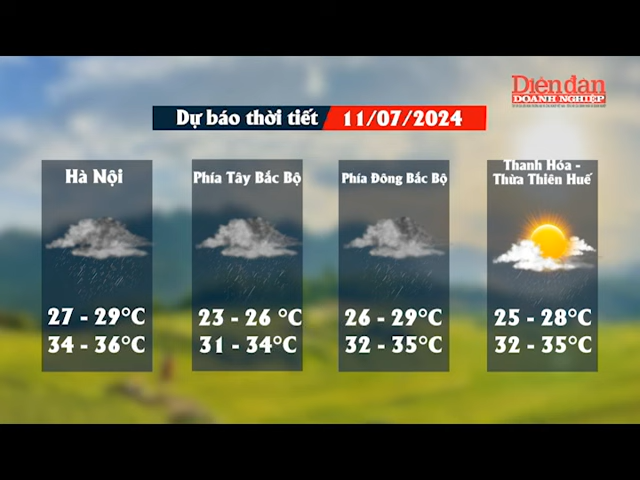 Diễn đàn
DOANH NGHIỆP
Dự báo thời tiết 11/07/2024
Hà Nội
27 - 29°C
34 - 36°C
Phía Tây Bắc Bộ
23 - 26 °C
31 - 34°C
Phía Đông Bắc Bộ
26 - 29°C
32 - 35°C
Thanh Hóa -
Thừa Thiên Huế
25 - 28°C
32 - 35°C